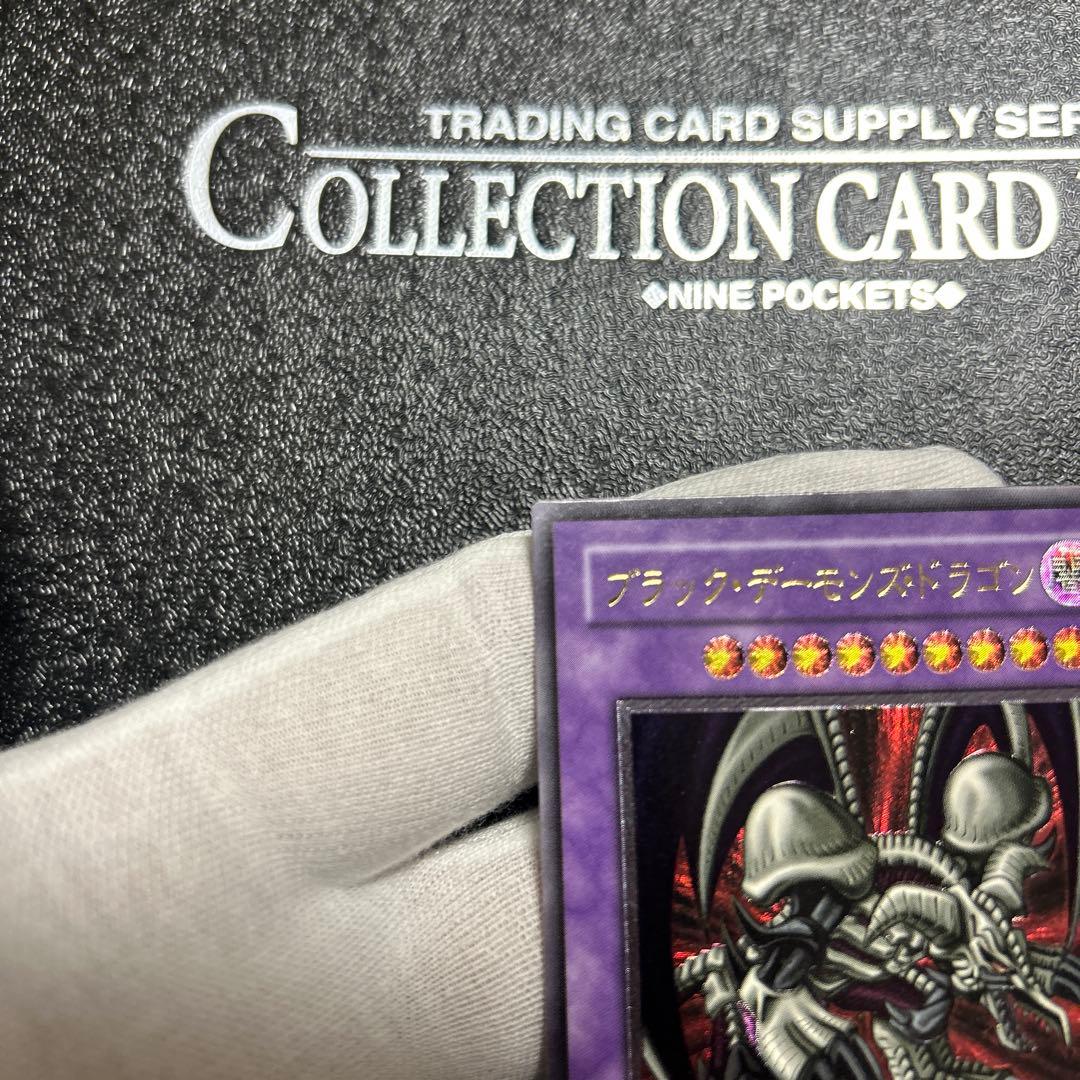 TRADING CARD SUPPLY SER
COLLECTION CARD
◆NINE POCKETS◆
ブラック・デーモンズ・ドラゴン
闇